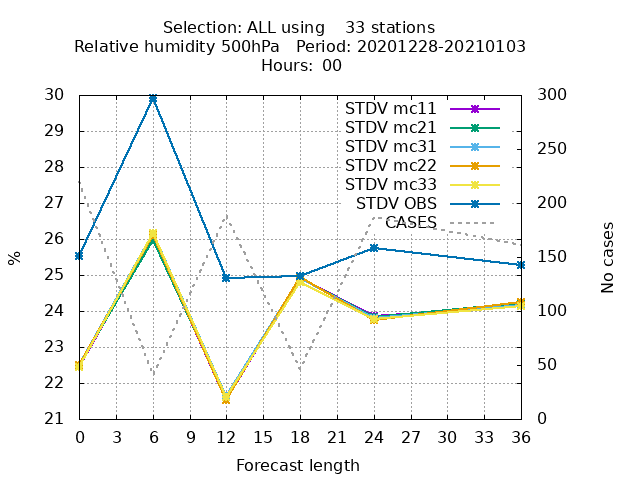 Selection: ALL using 33 stations
Relative humidity 500hPa Period: 20201228-20210103
Hours: 00
30
29
28
27
26
25
24
23
22
21
%
300
250
200
150
100
50
0
No cases
STDV mc11
STDV mc21
STDV mc31
STDV mc22
STDV mc33
STDV OBS
CASES
0 3 6 9 12 15 18 21 24 27 30 33 36
Forecast length